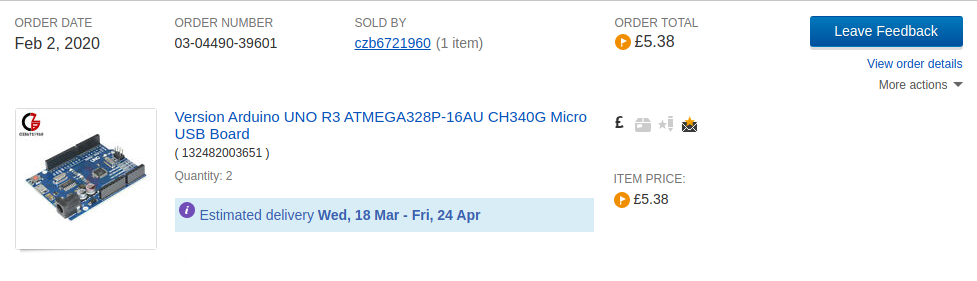 ORDER DATE
Feb 2, 2020
ORDER NUMBER
03-04490-39601
SOLD BY
czb6721960 (1 item)
ORDER TOTAL
£5.38
Leave Feedback
View order details
More actions
CZB6721960
Version Arduino UNO R3 ATMEGA328P-16AU CH340G Micro
USB Board
( 132482003651 )
Quantity: 2
i Estimated delivery Wed, 18 Mar - Fri, 24 Apr
£
ITEM PRICE:
£5.38